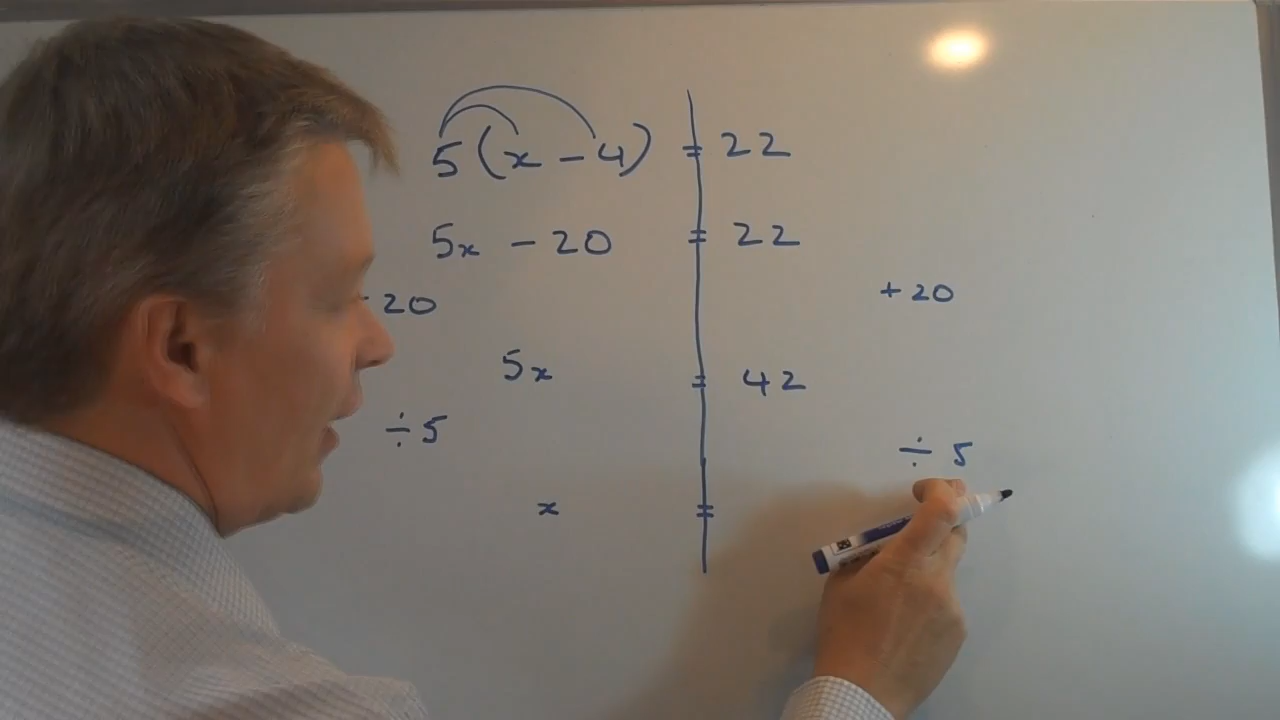 5(x - 4) = 22
5x - 20 = 22
20 + 20
5x = 42
÷5 ÷ 5
x =